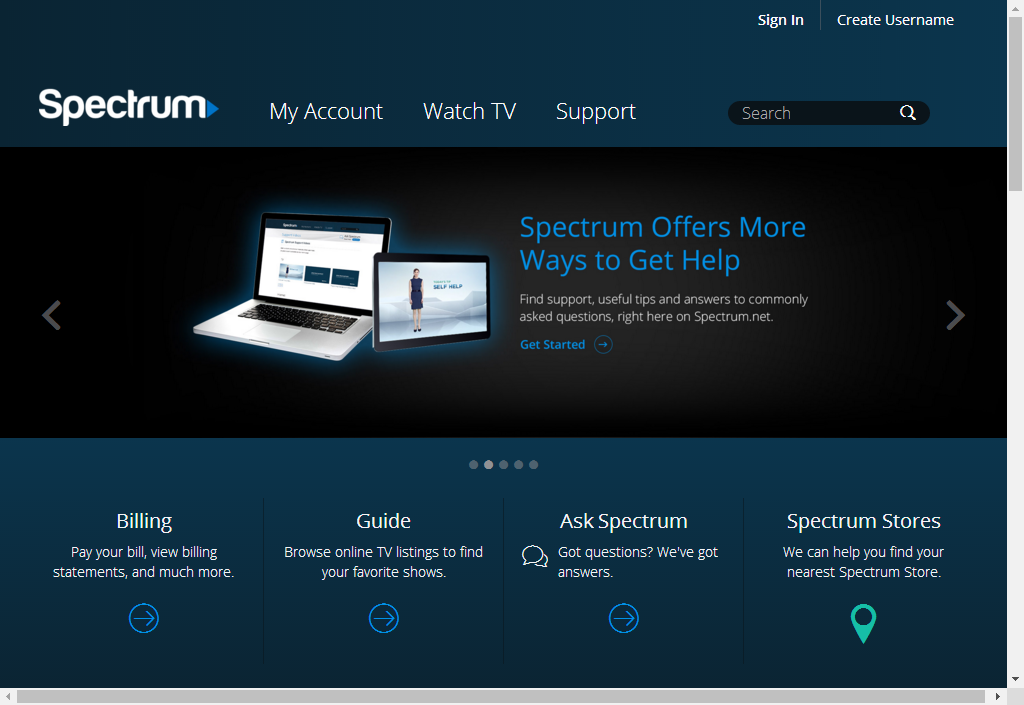 Sign In
Create Username
Spectrum
My Account
Watch TV
Support
Search
Spectrum Offers More
Ways to Get Help
Find support, useful tips and answers to commonly
asked questions, right here on Spectrum.net.
Get Started
SELF HELP
Billing
Pay your bill, view billing
statements, and much more.
Guide
Browse online TV listings to find
your favorite shows.
Ask Spectrum
Got questions? We've got
answers.
Spectrum Stores
We can help you find your
nearest Spectrum Store.